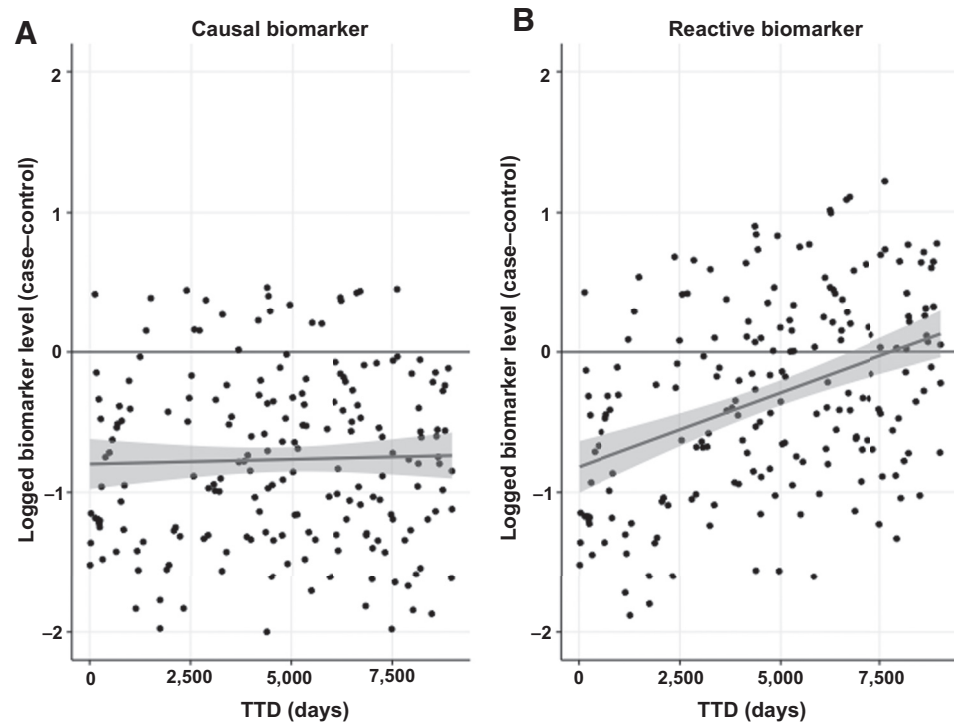 A
Causal biomarker
Logged biomarker level (case–control)
2
1
0
–1
–2
0
2,500
5,000
7,500
TTD (days)
B
Reactive biomarker
Logged biomarker level (case–control)
2
1
0
–1
–2
0
2,500
5,000
7,500
TTD (days)